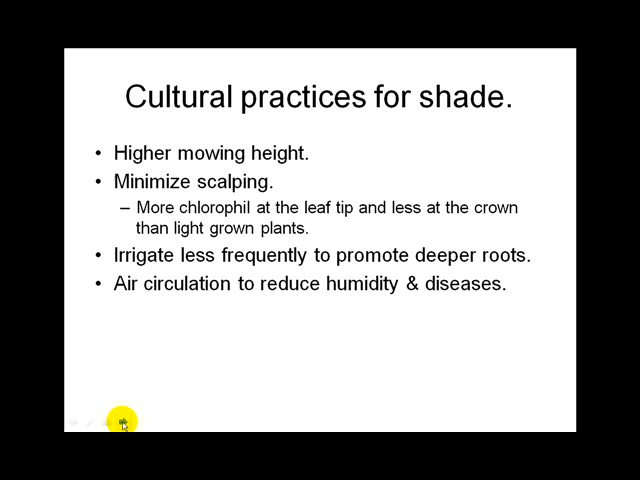 Cultural practices for shade.
• Higher mowing height.
• Minimize scalping.
– More chlorophil at the leaf tip and less at the crown
than light grown plants.
• Irrigate less frequently to promote deeper roots.
• Air circulation to reduce humidity & diseases.